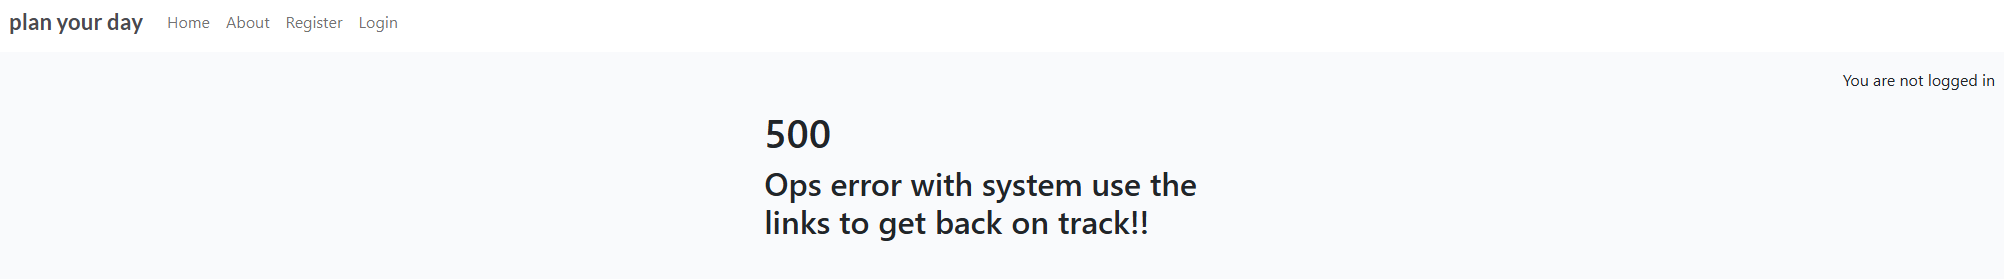 plan your day Home About Register Login
You are not logged in
500
Ops error with system use the
links to get back on track!!